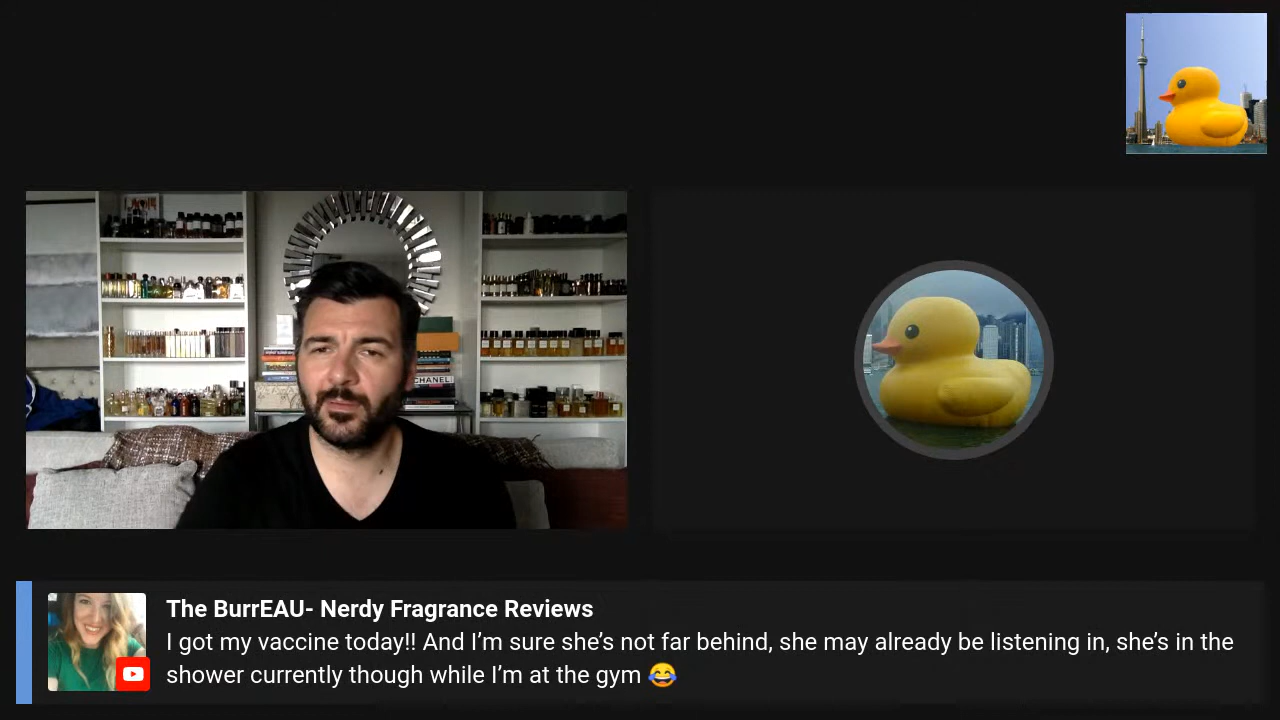 CHANEL
The BurrEAU- Nerdy Fragrance Reviews
I got my vaccine today!! And I’m sure she’s not far behind, she may already be listening in, she’s in the
shower currently though while I’m at the gym 😂